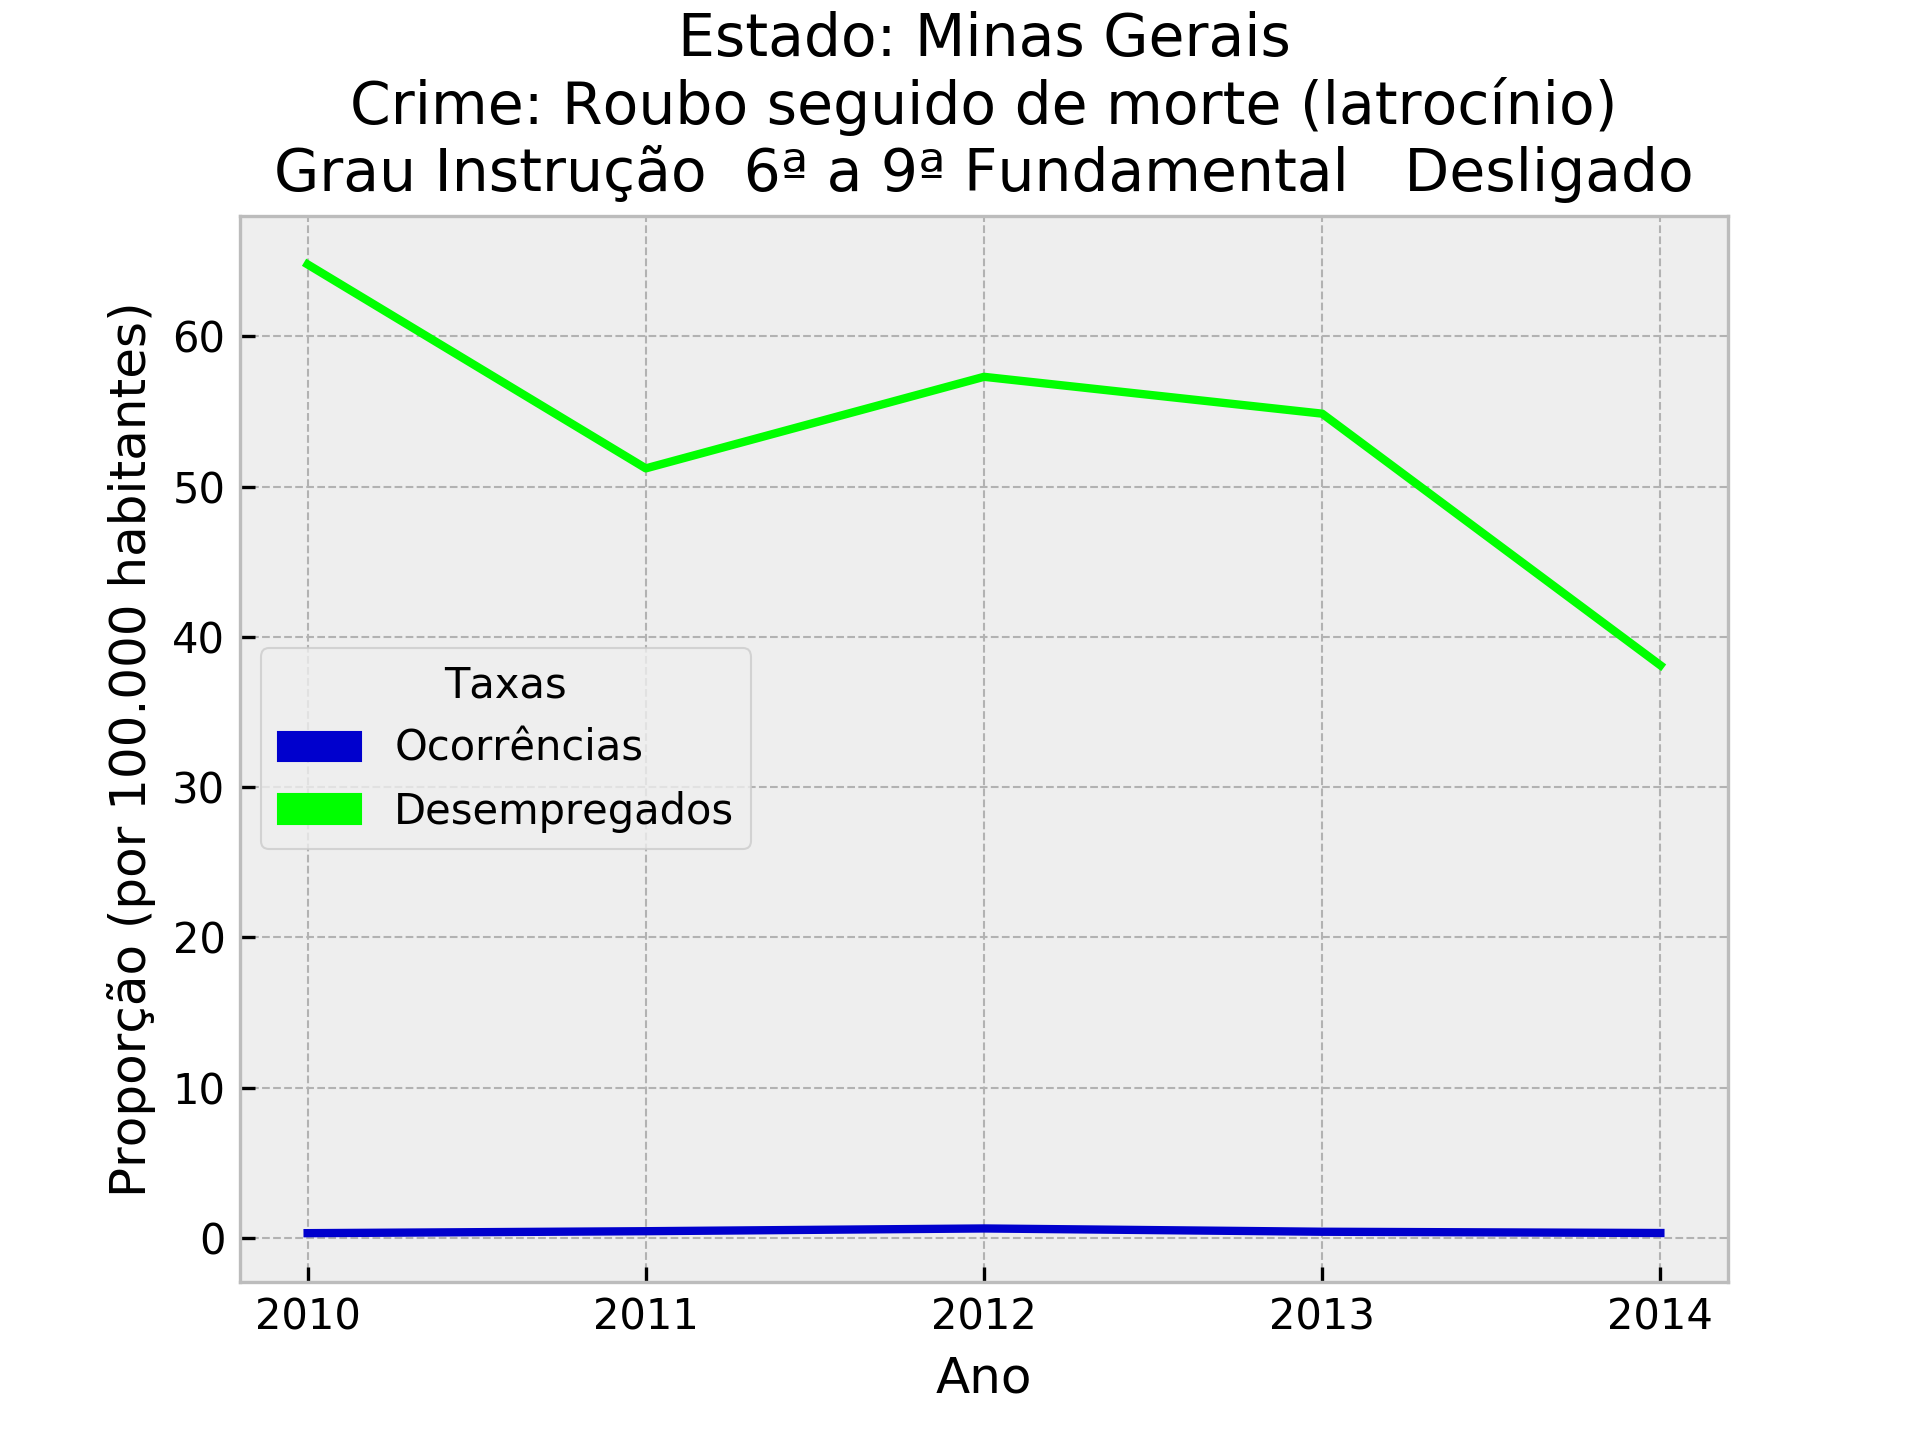 Estado: Minas Gerais
Crime: Roubo seguido de morte (latrocínio)
Grau Instrução  6ª a 9ª Fundamental   Desligado
Proporção (por 100.000 habitantes)
60
50
40
30
20
10
0
Taxas
Ocorrências
Desempregados
2010 2011 2012 2013 2014
Ano